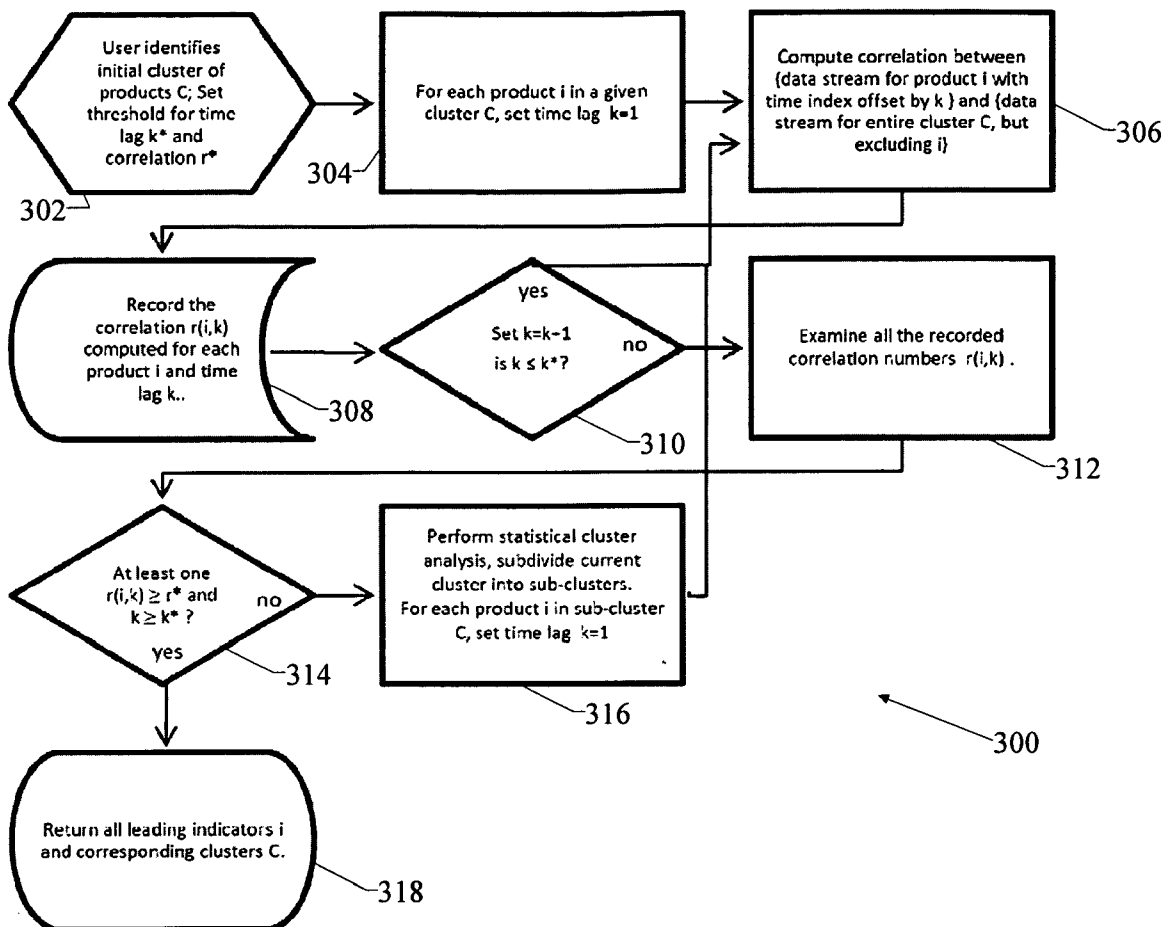 User identifies
initial cluster of
products C; Set
threshold for time
lag k* and
correlation r*
302
For each product i in a given
cluster C, set time lag k=1
304
Compute correlation between
{data stream for product i with
time index offset by k } and {data
stream for entire cluster C, but
excluding i}
306
Record the
correlation r(i,k)
computed for each
product i and time
lag k..
308
yes
Set k=k+1
is k ≤ k*?
no
310
Examine all the recorded
correlation numbers r(i,k) .
312
At least one
r(i,k) ≥ r* and
k ≥ k* ?
no
yes
314
Perform statistical cluster
analysis, subdivide current
cluster into sub-clusters.
For each product i in sub-cluster
C, set time lag k=1
316
300
Return all leading indicators i
and corresponding clusters C.
318